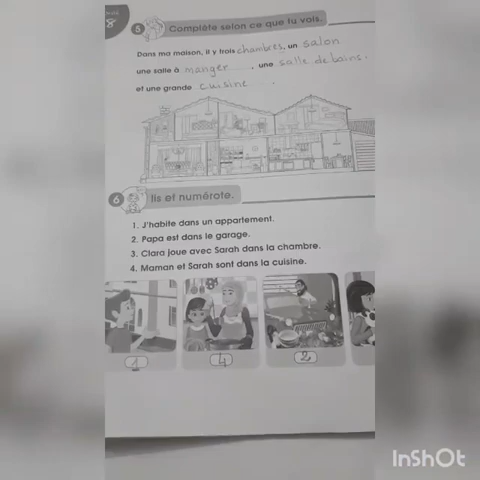 8
5 Complète selon ce que tu vois.
Dans ma maison, il y trois chambres, un salon
une salle à manger, une salle de bains.
et une grande cuisine.
6 lis et numérote.
1. J'habite dans un appartement.
2. Papa est dans le garage.
3. Clara joue avec Sarah dans la chambre.
4. Maman et Sarah sont dans la cuisine.
1 4 2
InShOt